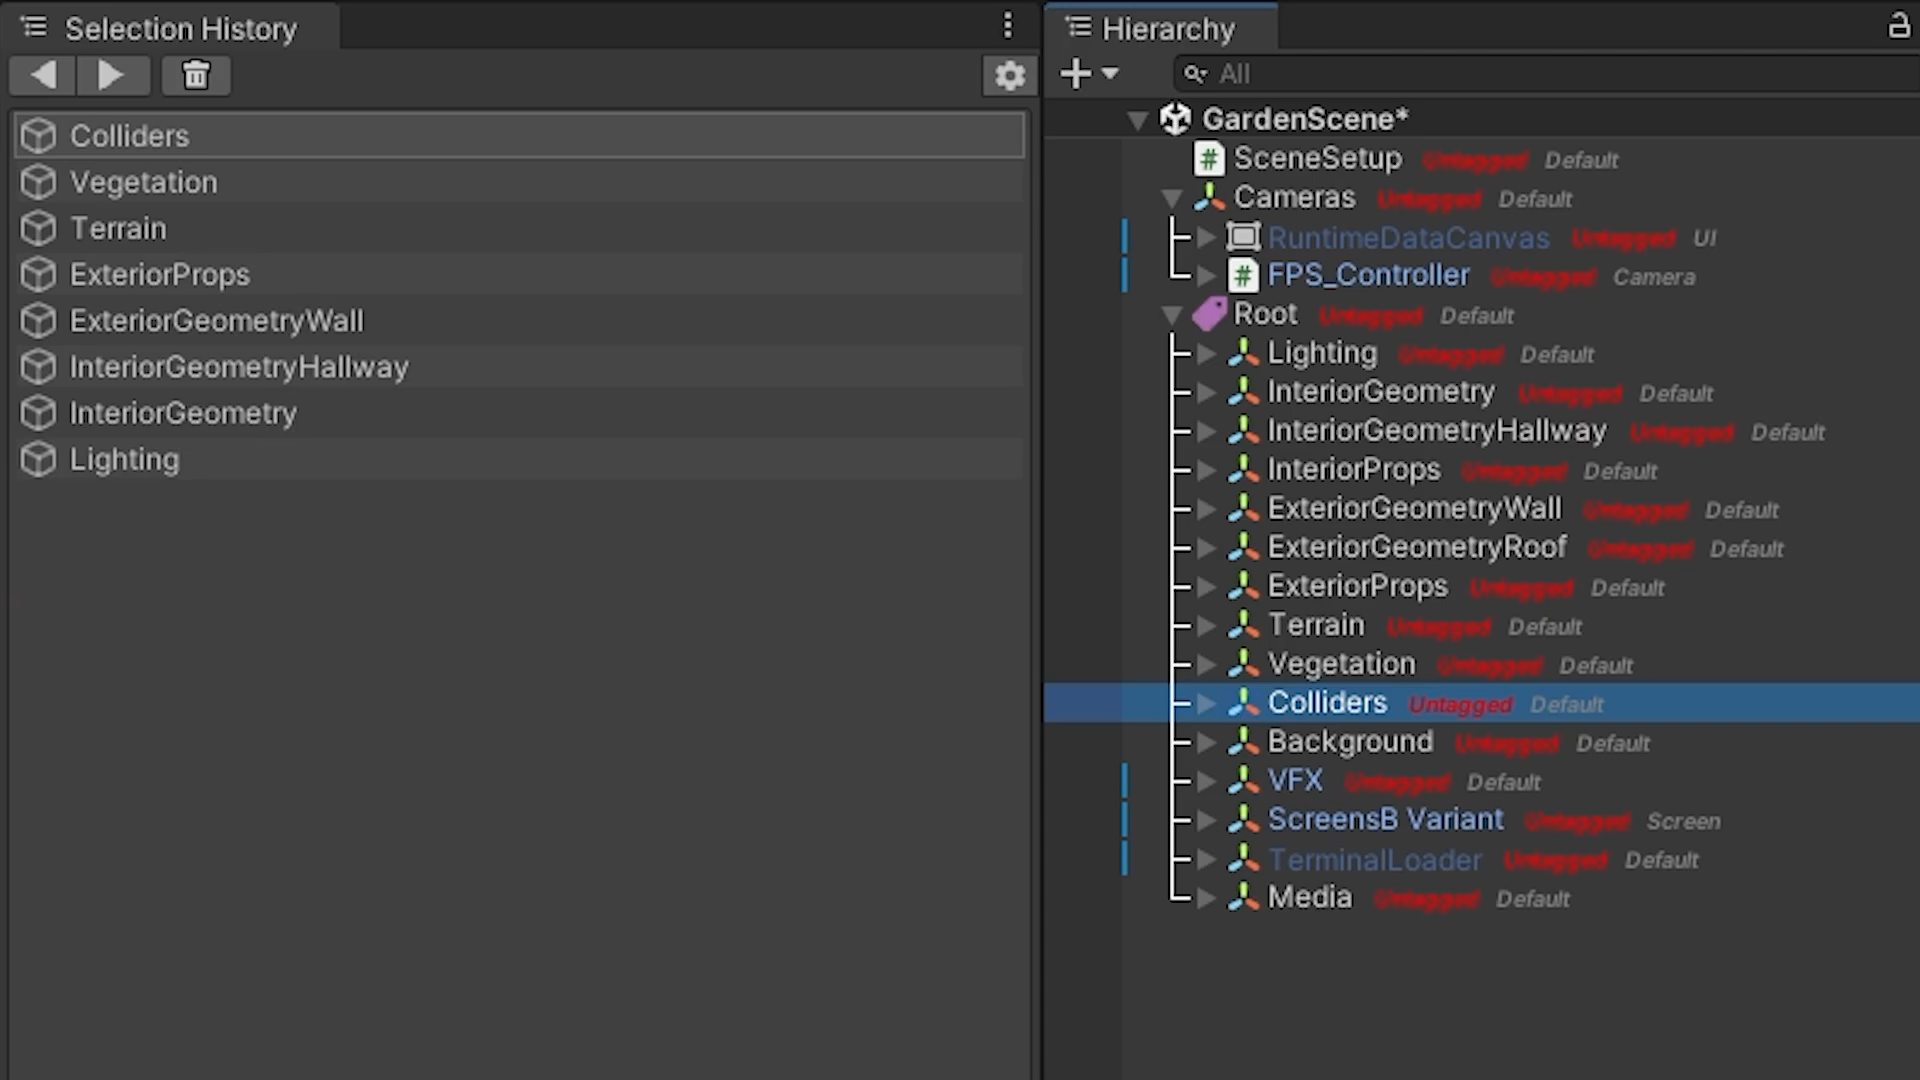 Selection History
Colliders
Vegetation
Terrain
ExteriorProps
ExteriorGeometryWall
InteriorGeometryHallway
InteriorGeometry
Lighting
Hierarchy
All
GardenScene*
# SceneSetup Untagged Default
Cameras Untagged Default
RuntimeDataCanvas Untagged UI
# FPS_Controller Untagged Camera
Root Untagged Default
Lighting Untagged Default
InteriorGeometry Untagged Default
InteriorGeometryHallway Untagged Default
InteriorProps Untagged Default
ExteriorGeometryWall Untagged Default
ExteriorGeometryRoof Untagged Default
ExteriorProps Untagged Default
Terrain Untagged Default
Vegetation Untagged Default
Colliders Untagged Default
Background Untagged Default
VFX Untagged Default
ScreensB Variant Untagged Screen
TerminalLoader Untagged Default
Media Untagged Default